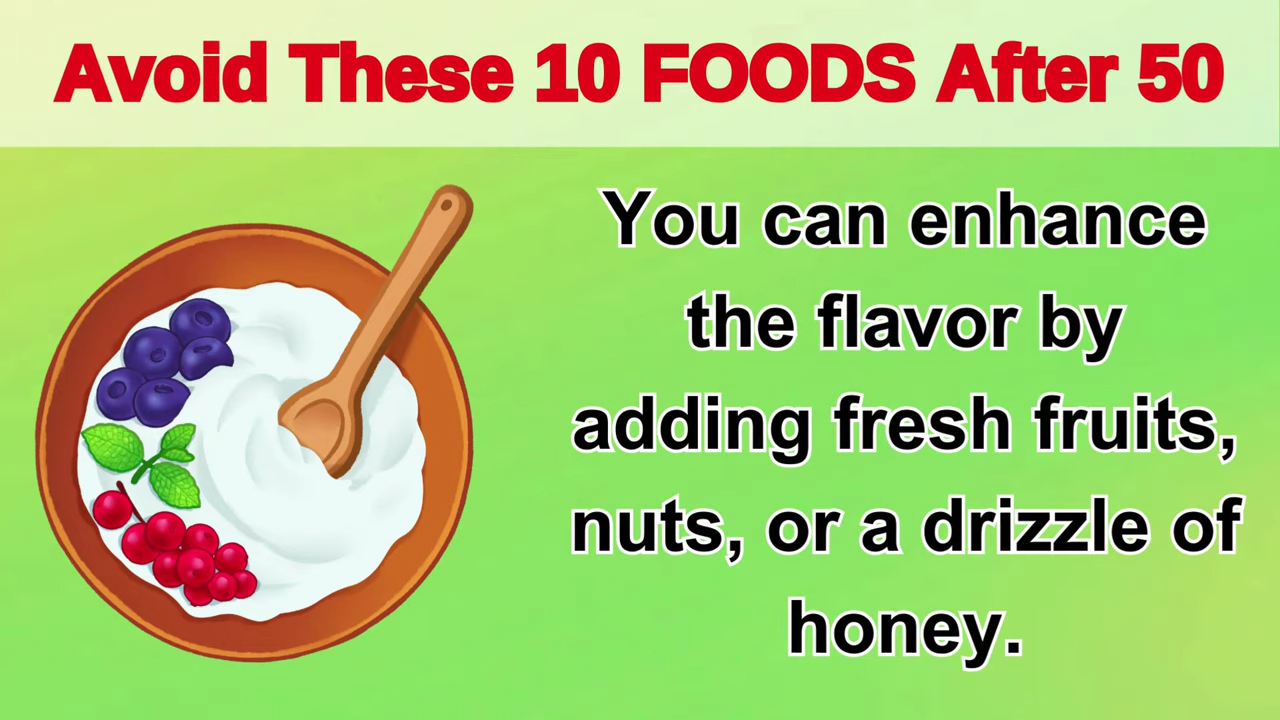 Avoid These 10 FOODS After 50
You can enhance
the flavor by
adding fresh fruits,
nuts, or a drizzle of
honey.